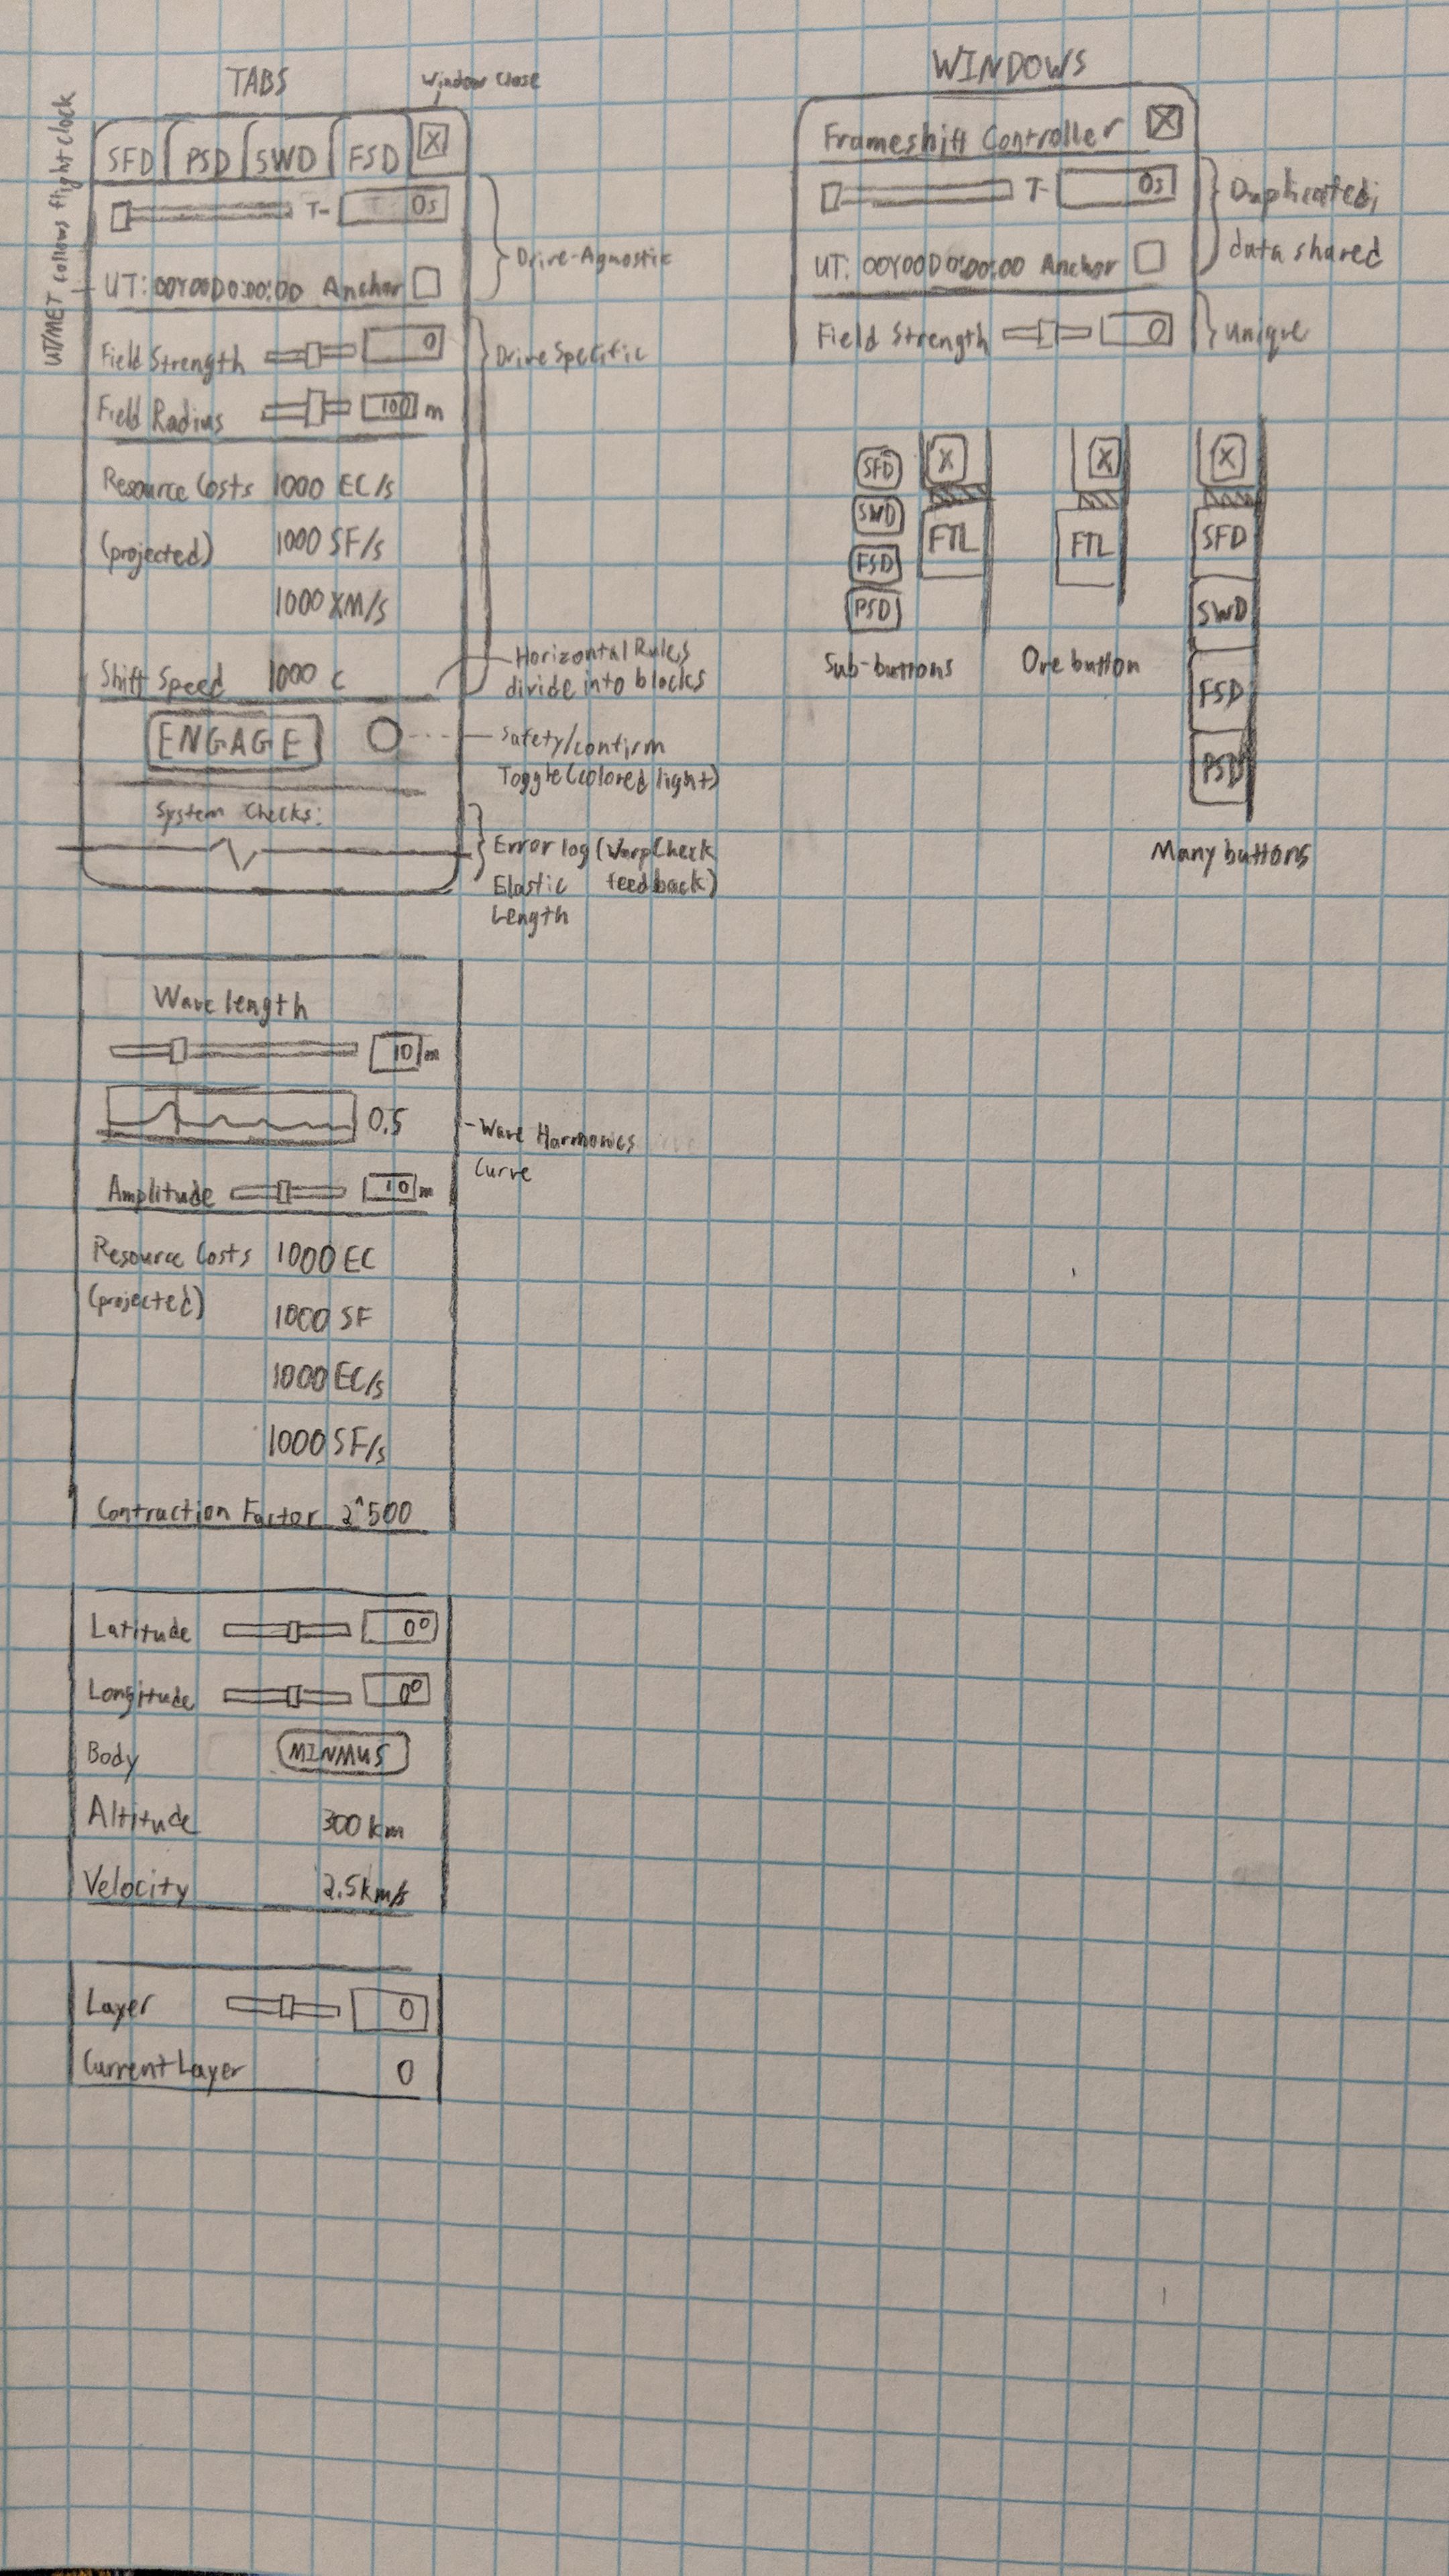 TABS
Window Close
UT/MET follows flight clock
SFD PSD SWD FSD X
T- 0s
Drive-Agnostic
UT: 00Y00D0:00:00 Anchor
Field Strength 0
Drive Specific
Field Radius 100 m
Resource Costs 1000 EC/s
(projected) 1000 SF/s
1000 XM/s
Shift Speed 1000 c
Horizontal Rules
divide into blocks
ENGAGE
Safety/confirm
Toggle (colored light)
System Checks:
Error log (WarpCheck
Elastic feedback)
Length
Wavelength
10 m
0.5
Wave Harmonics
Curve
Amplitude 10 m
Resource Costs 1000 EC
(projected)
1000 SF
1000 EC/s
1000 SF/s
Contraction Factor 2^500
Latitude 0°
Longitude 0°
Body MINMUS
Altitude 300 km
Velocity 2.5km/s
Layer 0
Current Layer 0
WINDOWS
Frameshift Controller X
T- 0s
Duplicated;
data shared
UT: 00Y00D0:00:00 Anchor
Field Strength 0
Unique
SFD
SWD
FSD
PSD
X
FTL
Sub-buttons
X
FTL
One button
X
SFD
SWD
FSD
PSD
Many buttons